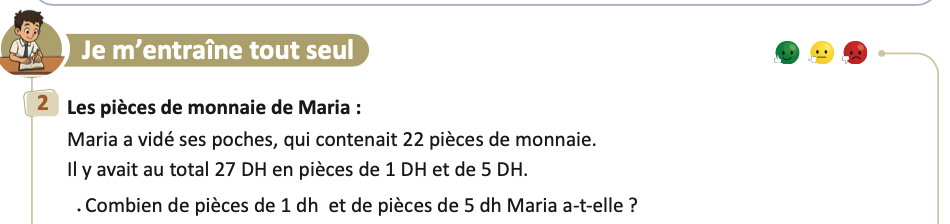 Je m'entraîne tout seul
2 Les pièces de monnaie de Maria :
Maria a vidé ses poches, qui contenait 22 pièces de monnaie.
Il y avait au total 27 DH en pièces de 1 DH et de 5 DH.
. Combien de pièces de 1 dh et de pièces de 5 dh Maria a-t-elle ?